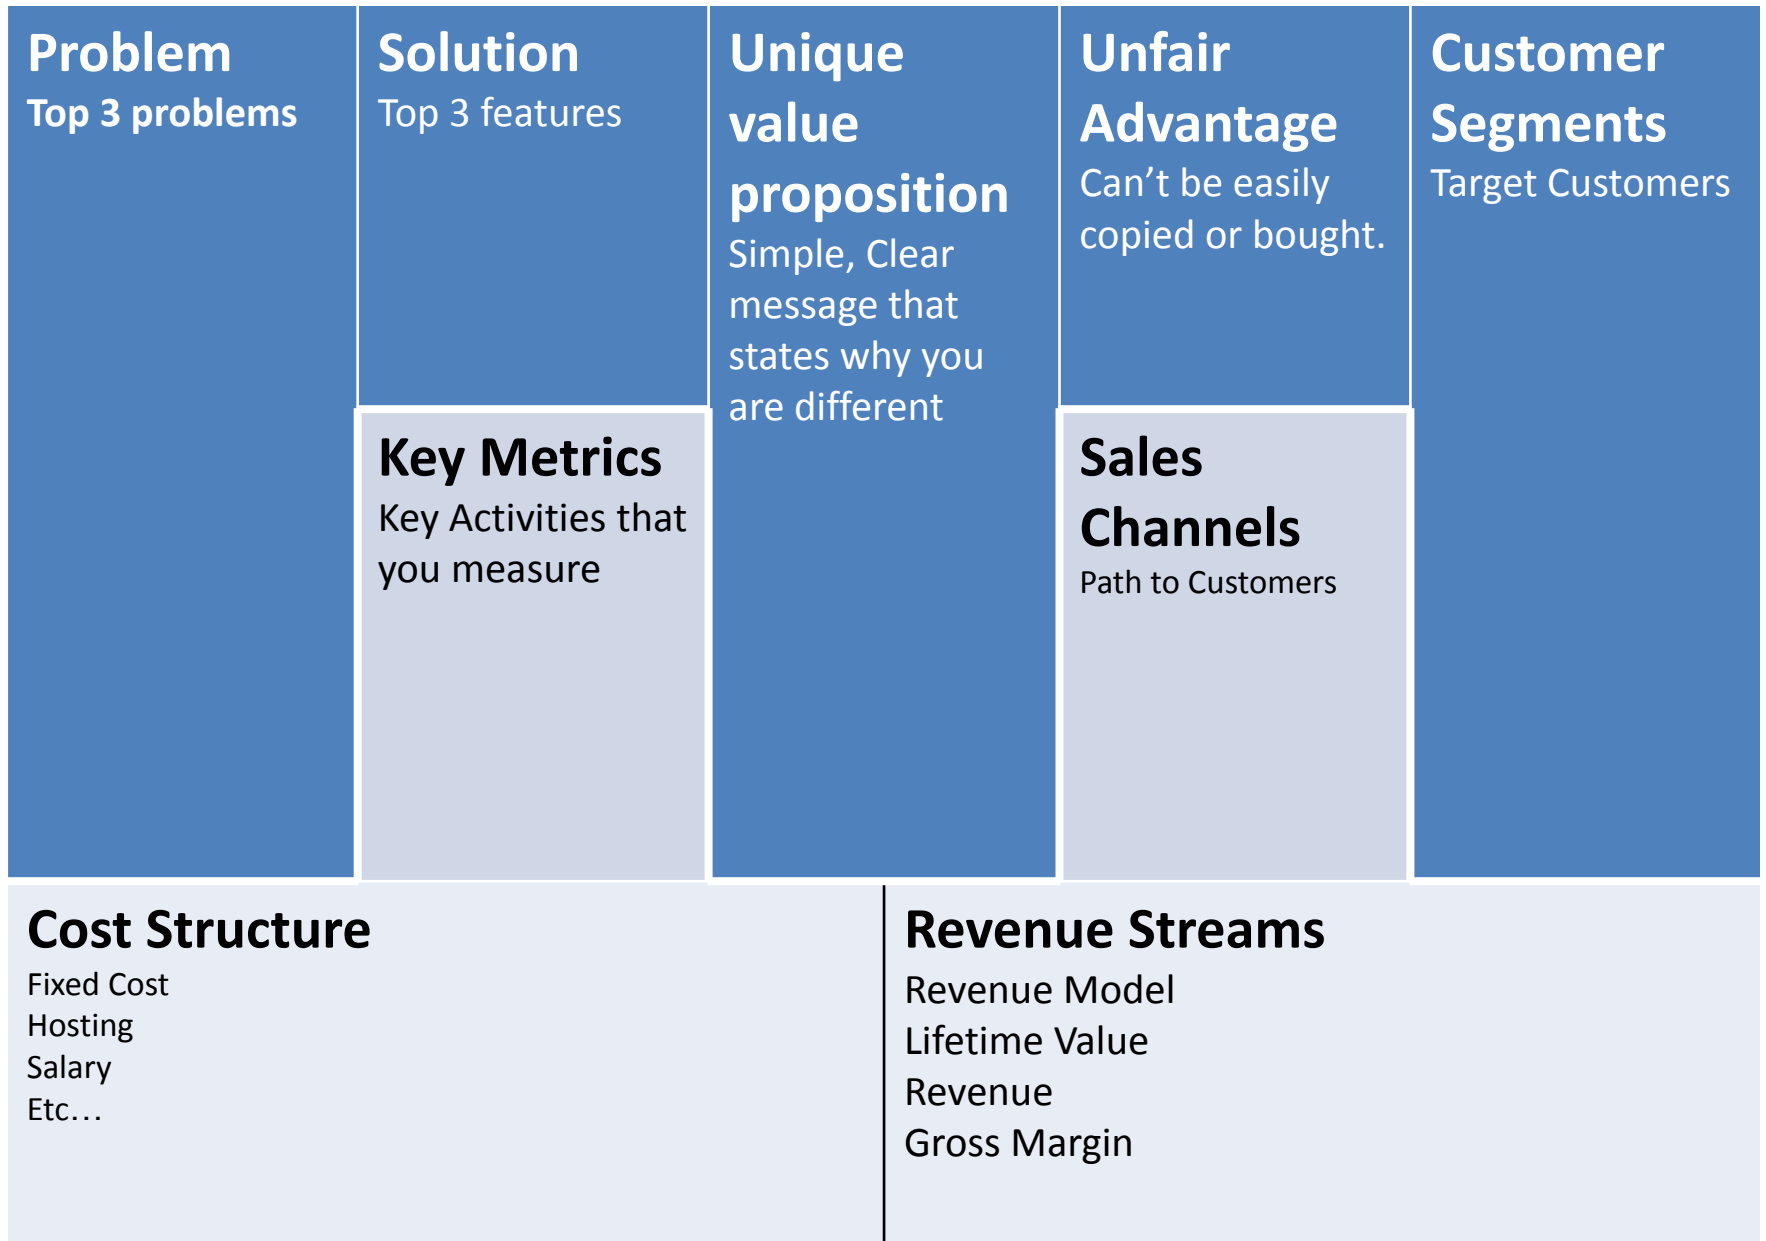 Problem
Top 3 problems
Solution
Top 3 features
Key Metrics
Key Activities that
you measure
Unique
value
proposition
Simple, Clear
message that
states why you
are different
Unfair
Advantage
Can’t be easily
copied or bought.
Sales
Channels
Path to Customers
Customer
Segments
Target Customers
Cost Structure
Fixed Cost
Hosting
Salary
Etc…
Revenue Streams
Revenue Model
Lifetime Value
Revenue
Gross Margin